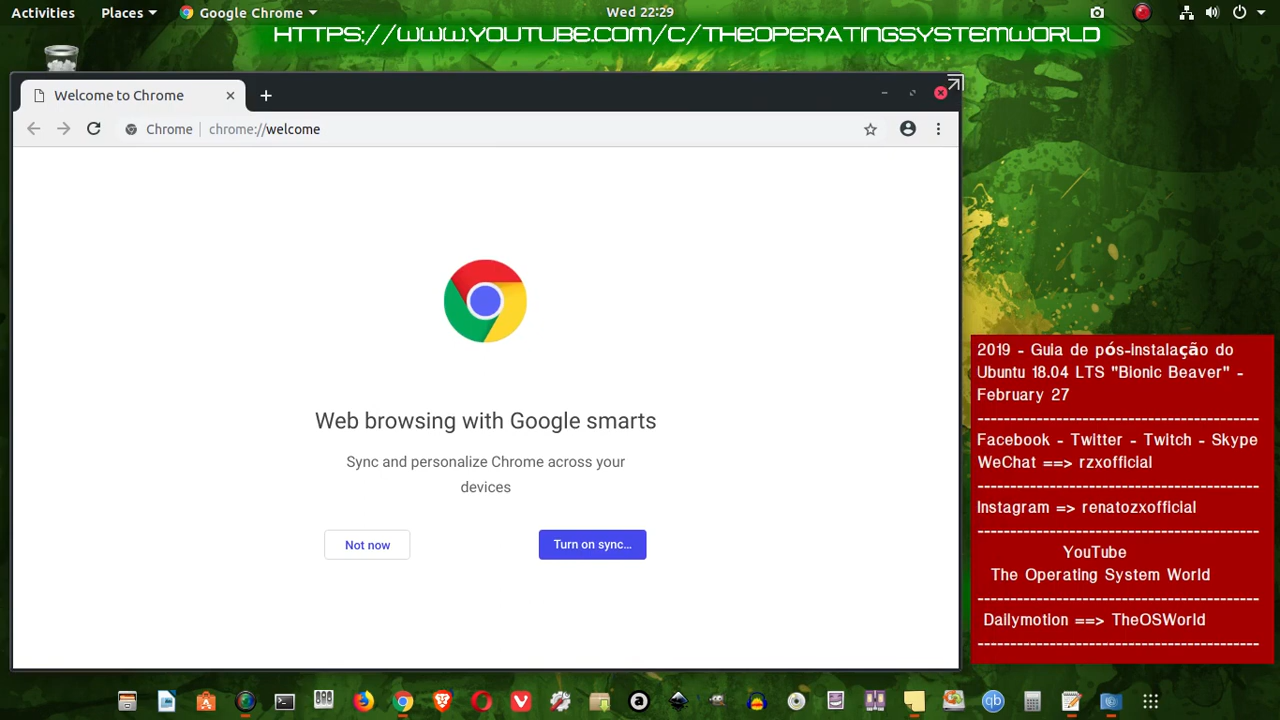 Activities Places Google Chrome Wed 22:29
HTTPS://WWW.YOUTUBE.COM/C/THEOPERATINGSYSTEMWORLD
Welcome to Chrome
Chrome chrome://welcome
Web browsing with Google smarts
Sync and personalize Chrome across your
devices
Not now
Turn on sync...
2019 - Guia de pós-Instalação do
Ubuntu 18.04 LTS "Bionic Beaver" -
February 27
------------------------------------------
Facebook - Twitter - Twitch - Skype
WeChat ==> rzxofficial
------------------------------------------
Instagram => renatozxofficial
------------------------------------------
YouTube
The Operating System World
------------------------------------------
Dailymotion ==> TheOSWorld
------------------------------------------
a
qb